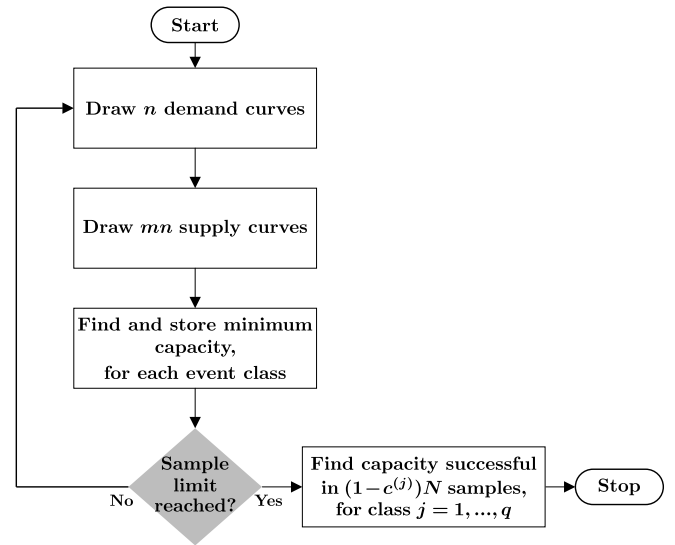 Start
Draw n demand curves
Draw mn supply curves
Find and store minimum
capacity,
for each event class
Sample
limit
reached?
No
Yes
Find capacity successful
in (1−c⁽ʲ⁾)N samples,
for class j = 1, ..., q
Stop